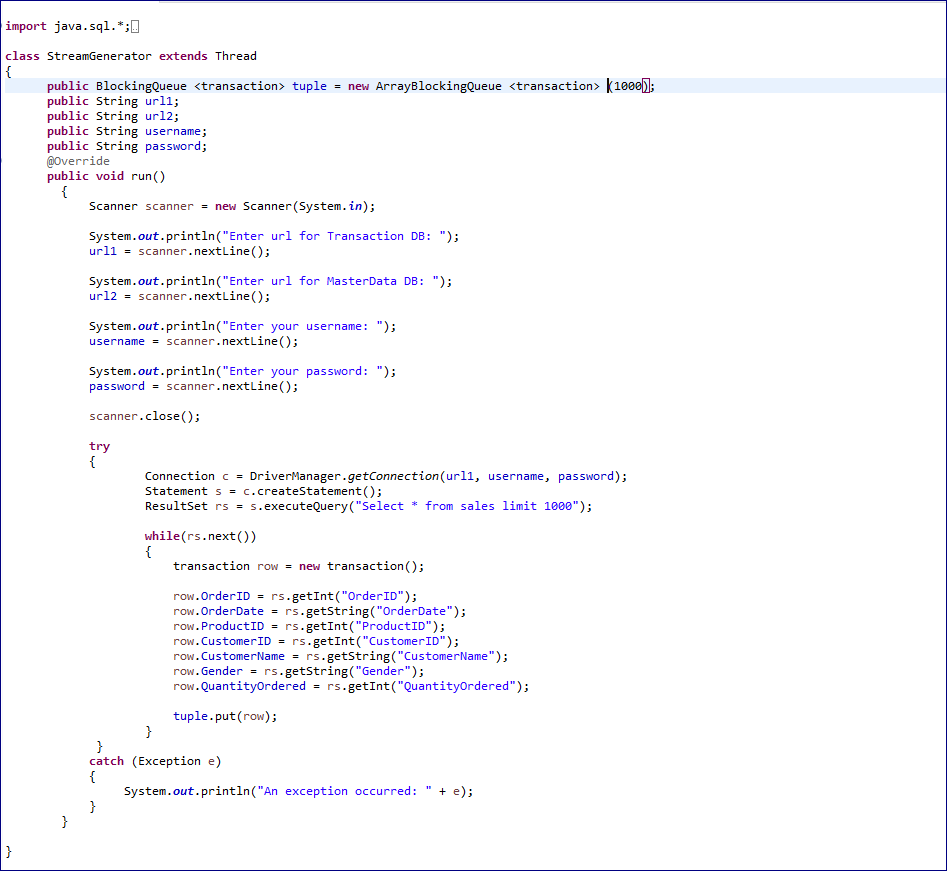 import java.sql.*;
class StreamGenerator extends Thread
{
public BlockingQueue <transaction> tuple = new ArrayBlockingQueue <transaction> (1000);
public String url1;
public String url2;
public String username;
public String password;
@Override
public void run()
{
Scanner scanner = new Scanner(System.in);
System.out.println("Enter url for Transaction DB: ");
url1 = scanner.nextLine();
System.out.println("Enter url for MasterData DB: ");
url2 = scanner.nextLine();
System.out.println("Enter your username: ");
username = scanner.nextLine();
System.out.println("Enter your password: ");
password = scanner.nextLine();
scanner.close();
try
{
Connection c = DriverManager.getConnection(url1, username, password);
Statement s = c.createStatement();
ResultSet rs = s.executeQuery("Select * from sales limit 1000");
while(rs.next())
{
transaction row = new transaction();
row.OrderID = rs.getInt("OrderID");
row.OrderDate = rs.getString("OrderDate");
row.ProductID = rs.getInt("ProductID");
row.CustomerID = rs.getInt("CustomerID");
row.CustomerName = rs.getString("CustomerName");
row.Gender = rs.getString("Gender");
row.QuantityOrdered = rs.getInt("QuantityOrdered");
tuple.put(row);
}
}
catch (Exception e)
{
System.out.println("An exception occurred: " + e);
}
}
}